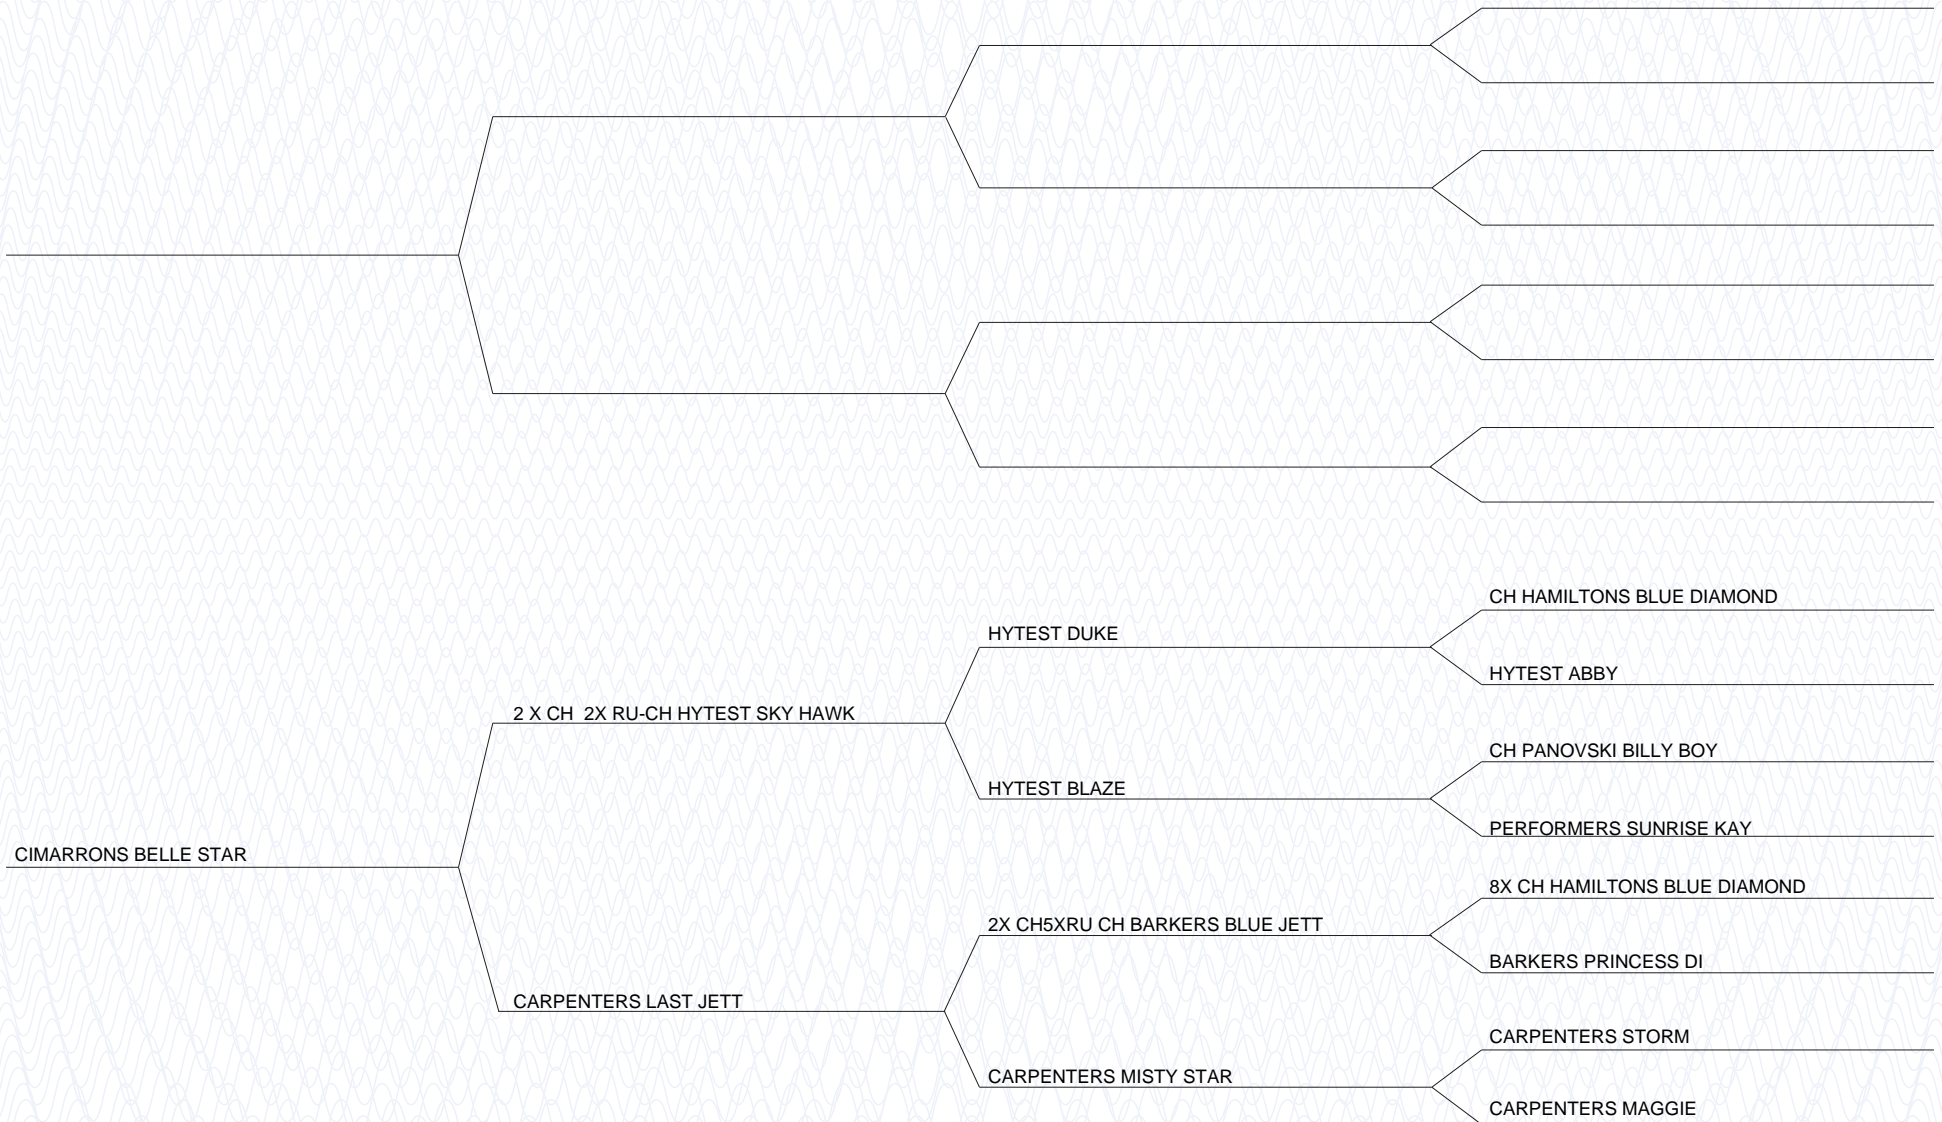 CH HAMILTONS BLUE DIAMOND
HYTEST DUKE
HYTEST ABBY
2 X CH  2X RU-CH HYTEST SKY HAWK
CH PANOVSKI BILLY BOY
HYTEST BLAZE
PERFORMERS SUNRISE KAY
CIMARRONS BELLE STAR
8X CH HAMILTONS BLUE DIAMOND
2X CH5XRU CH BARKERS BLUE JETT
BARKERS PRINCESS DI
CARPENTERS LAST JETT
CARPENTERS STORM
CARPENTERS MISTY STAR
CARPENTERS MAGGIE